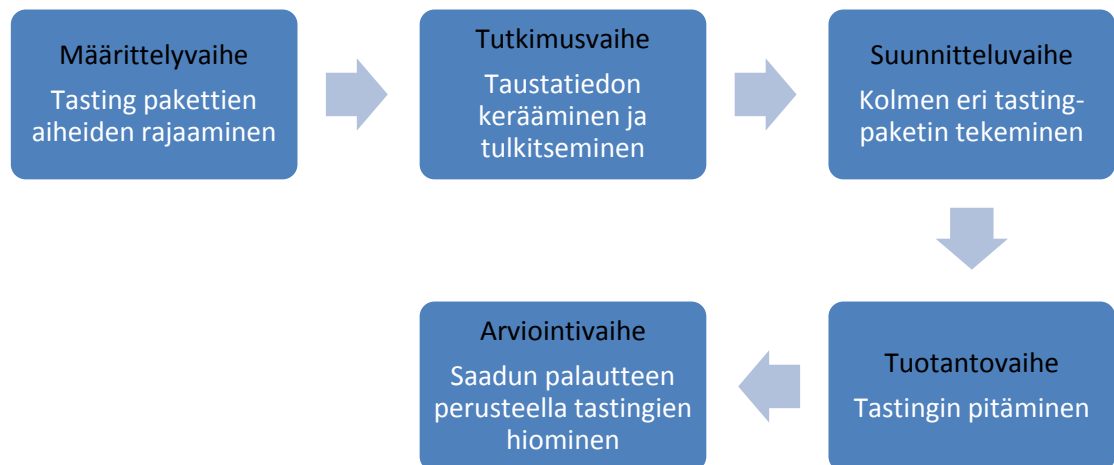 Määrittelyvaihe
Tasting pakettien
aiheiden rajaaminen
Tutkimusvaihe
Taustatiedon
kerääminen ja
tulkitseminen
Suunnitteluvaihe
Kolmen eri tasting-
paketin tekeminen
Tuotantovaihe
Tastingin pitäminen
Arviointivaihe
Saadun palautteen
perusteella tastingien
hiominen